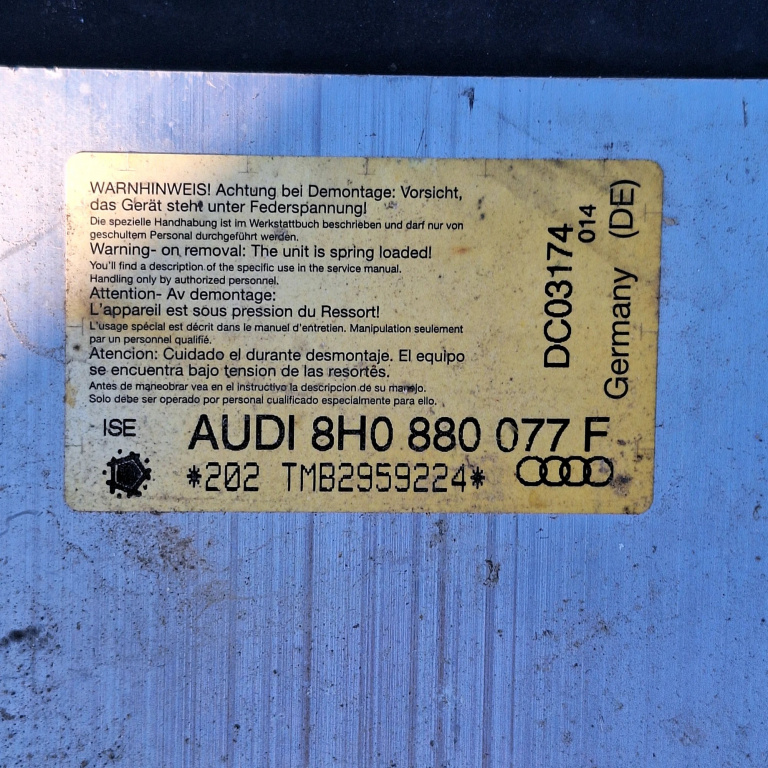 WARNHINWEIS! Achtung bei Demontage: Vorsicht,
das Gerät steht unter Federspannung!
Die spezielle Handhabung ist im Werkstattbuch beschrieben und darf nur von
geschultem Personal durchgeführt werden.
Warning- on removal: The unit is spring loaded!
You'll find a description of the specific use in the service manual.
Handling only by authorized personnel.
Attention- Av demontage:
L'appareil est sous pression du Ressort!
L'usage spécial est décrit dans le manuel d'entretien. Manipulation seulement
par un personnel qualifié.
Atencion: Cuidado el durante desmontaje. El equipo
se encuentra bajo tension de las resortes.
Antes de maneobrar vea en el instructivo la descripcion de su manejo.
Solo debe ser operado por personal cualificado especialmente para ello.
DC03174
014
Germany (DE)
ISE
AUDI 8H0 880 077 F
*202 TMB2959224*